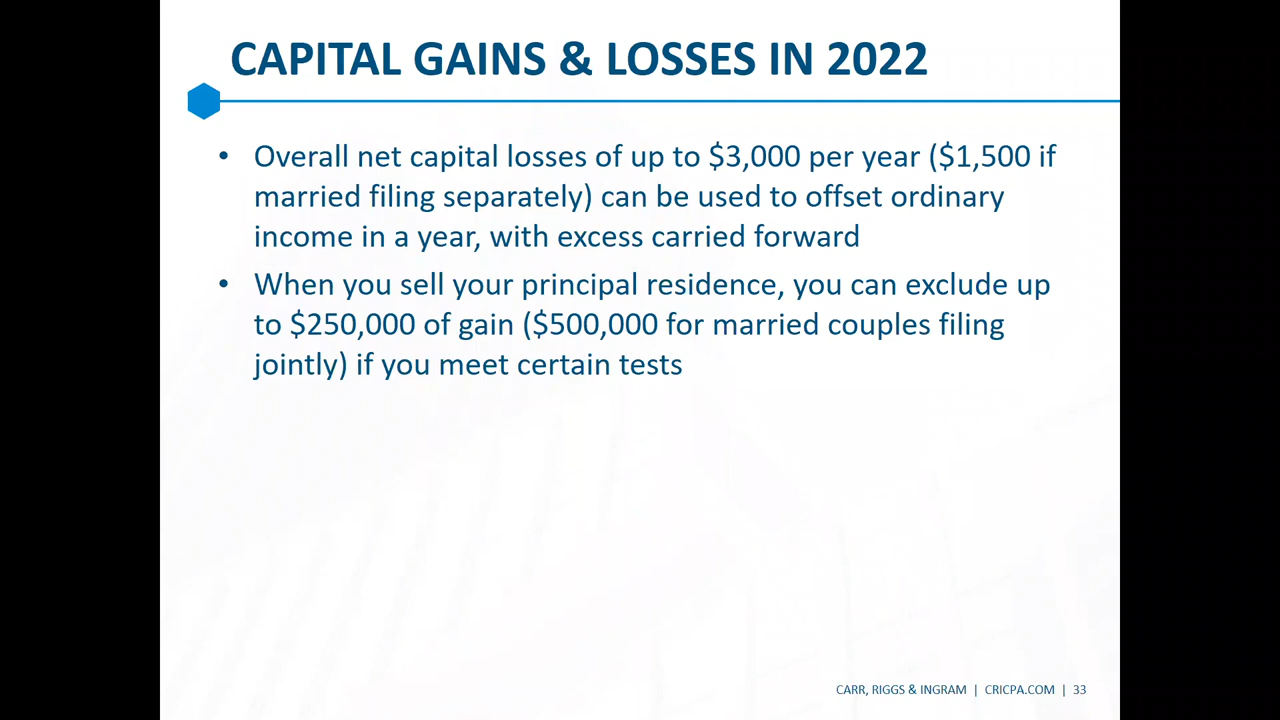 CAPITAL GAINS & LOSSES IN 2022
• Overall net capital losses of up to $3,000 per year ($1,500 if
married filing separately) can be used to offset ordinary
income in a year, with excess carried forward
• When you sell your principal residence, you can exclude up
to $250,000 of gain ($500,000 for married couples filing
jointly) if you meet certain tests
CARR, RIGGS & INGRAM | CRICPA.COM | 33